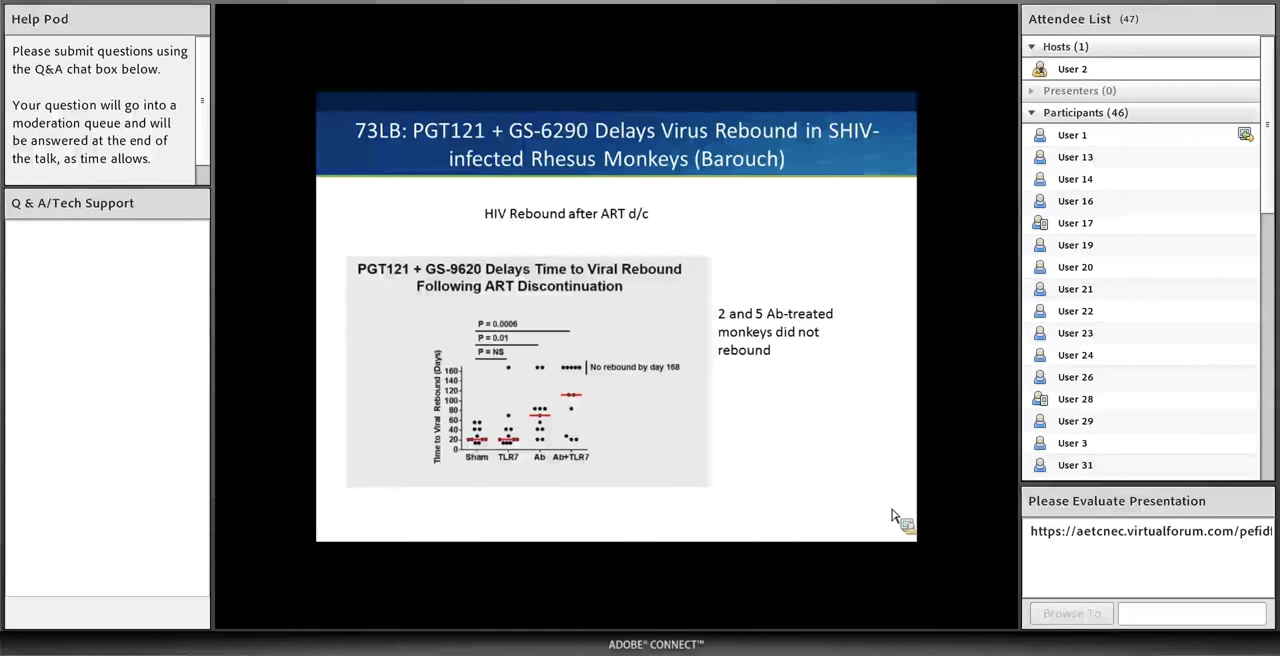 Help Pod
Please submit questions using
the Q&A chat box below.
Your question will go into a
moderation queue and will
be answered at the end of
the talk, as time allows.
Q & A/Tech Support
73LB: PGT121 + GS-6290 Delays Virus Rebound in SHIV-
infected Rhesus Monkeys (Barouch)
HIV Rebound after ART d/c
PGT121 + GS-9620 Delays Time to Viral Rebound
Following ART Discontinuation
P = 0.0006
P = 0.01
P = NS
Time to Viral Rebound (Days)
160
140
120
100
80
60
40
20
0
No rebound by day 168
Sham TLR7 Ab Ab+TLR7
2 and 5 Ab-treated
monkeys did not
rebound
Attendee List (47)
Hosts (1)
User 2
Presenters (0)
Participants (46)
User 1
User 13
User 14
User 16
User 17
User 19
User 20
User 21
User 22
User 23
User 24
User 26
User 28
User 29
User 3
User 31
Please Evaluate Presentation
https://aetcnec.virtualforum.com/pefidf
Browse To
ADOBE® CONNECT™